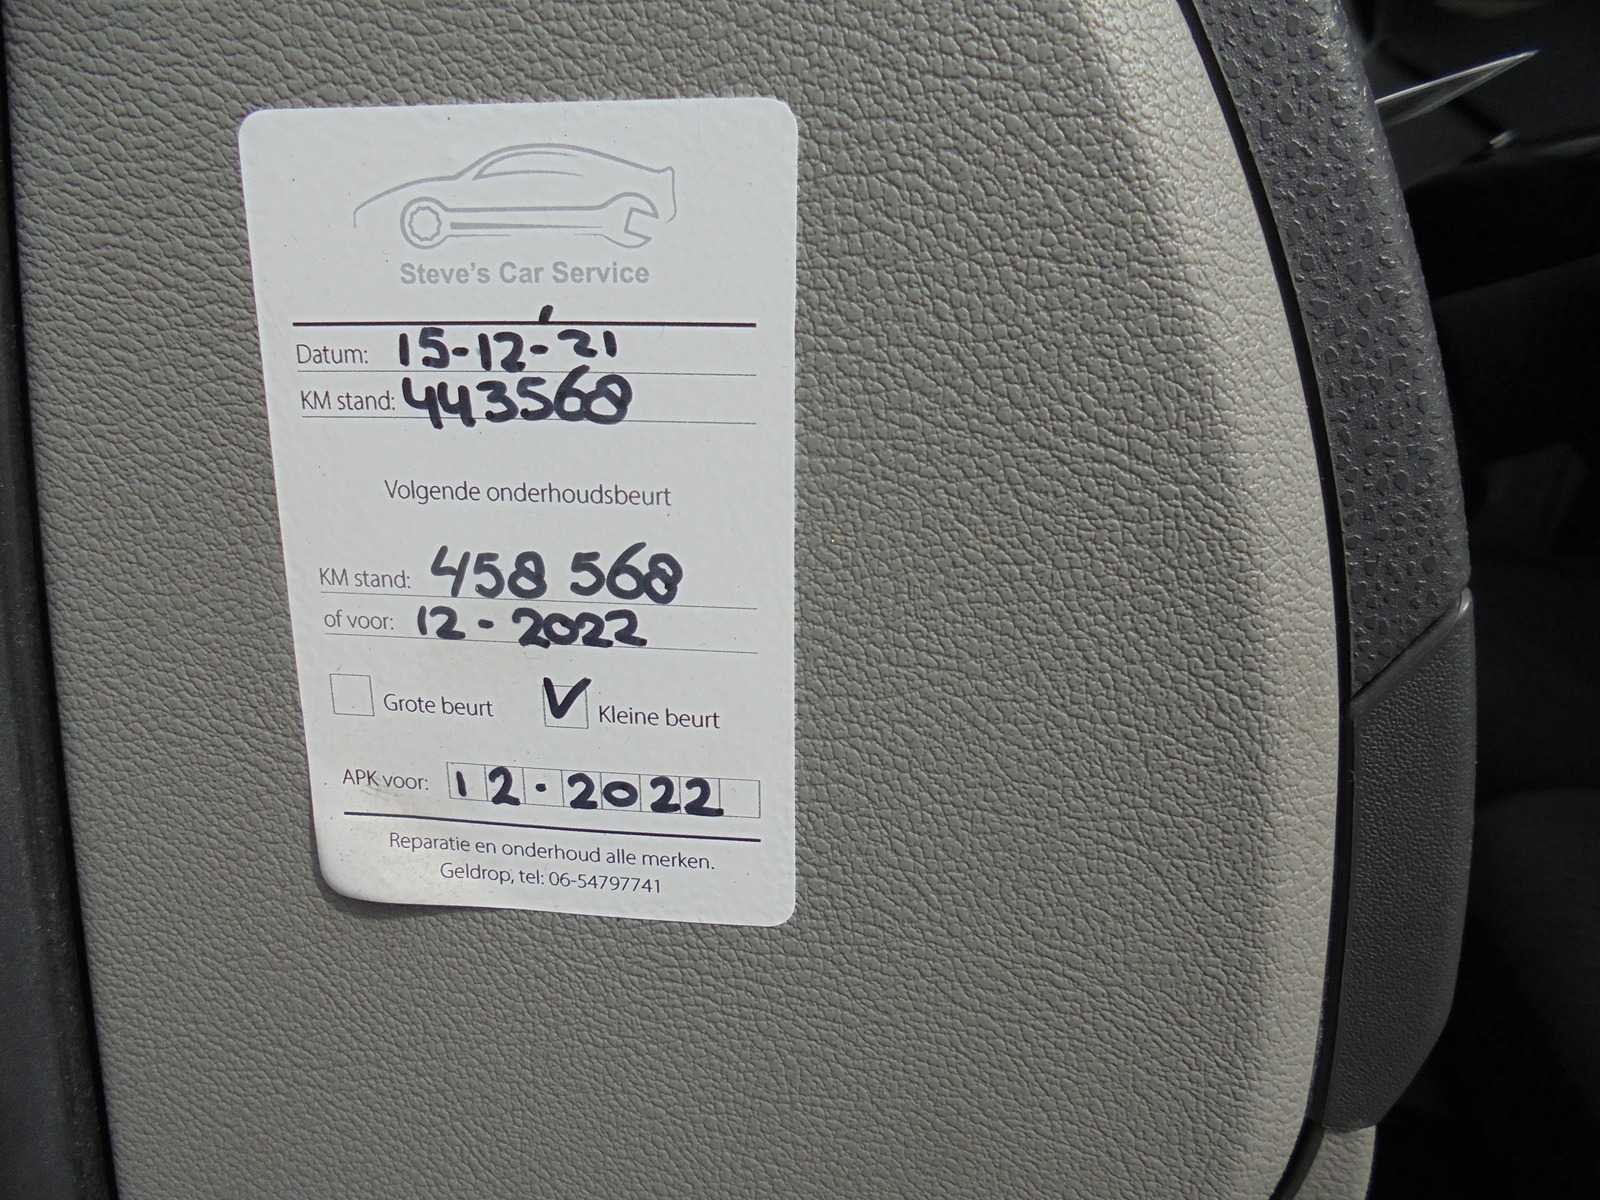 Steve's Car Service
Datum: 15-12-'21
KM stand: 443568
Volgende onderhoudsbeurt
KM stand: 458 568
of voor: 12-2022
Grote beurt V Kleine beurt
APK voor: 12-2022
Reparatie en onderhoud alle merken.
Geldrop, tel: 06-54797741